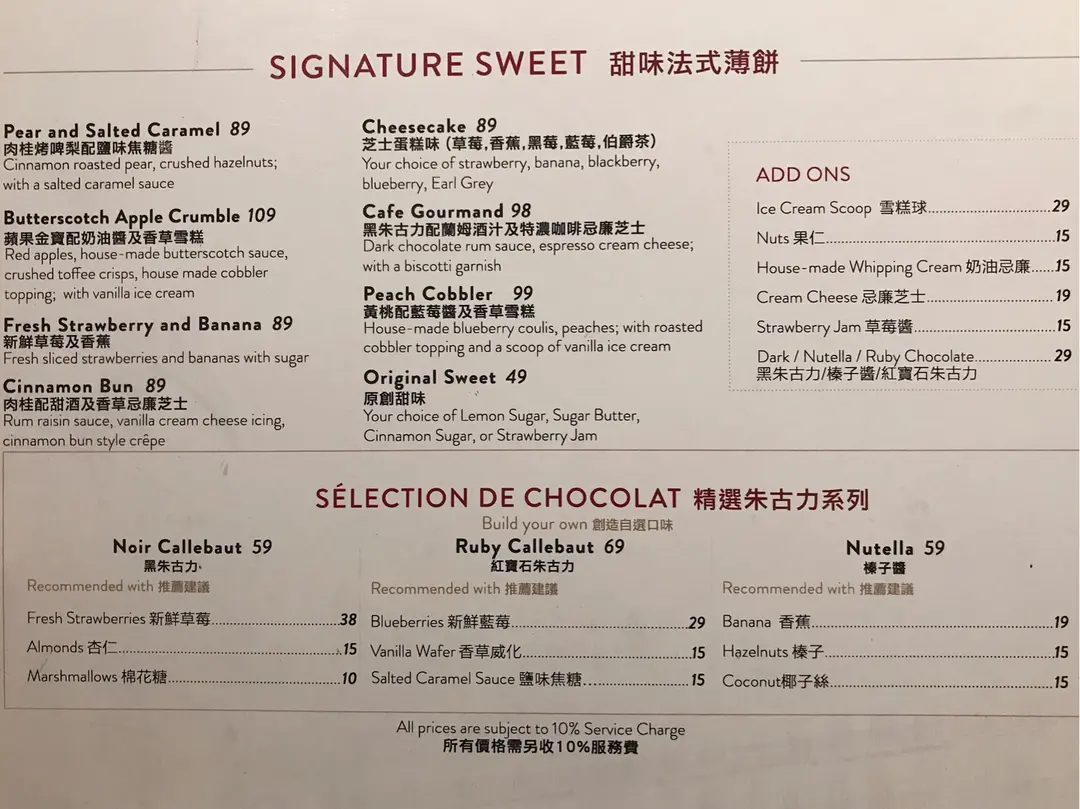 SIGNATURE SWEET 甜味法式薄餅
Pear and Salted Caramel 89
肉桂烤啤梨配鹽味焦糖醬
Cinnamon roasted pear, crushed hazelnuts;
with a salted caramel sauce
Butterscotch Apple Crumble 109
蘋果金寶配奶油醬及香草雪糕
Red apples, house-made butterscotch sauce,
crushed toffee crisps, house made cobbler
topping; with vanilla ice cream
Fresh Strawberry and Banana 89
新鮮草莓及香蕉
Fresh sliced strawberries and bananas with sugar
Cinnamon Bun 89
肉桂配甜酒及香草忌廉芝士
Rum raisin sauce, vanilla cream cheese icing,
cinnamon bun style crêpe
Cheesecake 89
芝士蛋糕味 (草莓,香蕉,黑莓,藍莓,伯爵茶)
Your choice of strawberry, banana, blackberry,
blueberry, Earl Grey
Cafe Gourmand 98
黑朱古力配蘭姆酒汁及特濃咖啡忌廉芝士
Dark chocolate rum sauce, espresso cream cheese;
with a biscotti garnish
Peach Cobbler 99
黃桃配藍莓醬及香草雪糕
House-made blueberry coulis, peaches; with roasted
cobbler topping and a scoop of vanilla ice cream
Original Sweet 49
原創甜味
Your choice of Lemon Sugar, Sugar Butter,
Cinnamon Sugar, or Strawberry Jam
ADD ONS
Ice Cream Scoop 雪糕球 29
Nuts 果仁 15
House-made Whipping Cream 奶油忌廉 15
Cream Cheese 忌廉芝士 19
Strawberry Jam 草莓醬 15
Dark / Nutella / Ruby Chocolate 29
黑朱古力/榛子醬/紅寶石朱古力
SÉLECTION DE CHOCOLAT 精選朱古力系列
Build your own 創造自選口味
Noir Callebaut 59
黑朱古力
Recommended with 推薦建議
Fresh Strawberries 新鮮草莓 38
Almonds 杏仁 15
Marshmallows 棉花糖 10
Ruby Callebaut 69
紅寶石朱古力
Recommended with 推薦建議
Blueberries 新鮮藍莓 29
Vanilla Wafer 香草威化 15
Salted Caramel Sauce 鹽味焦糖 15
Nutella 59
榛子醬
Recommended with 推薦建議
Banana 香蕉 19
Hazelnuts 榛子 15
Coconut椰子絲 15
All prices are subject to 10% Service Charge
所有價格需另收10%服務費